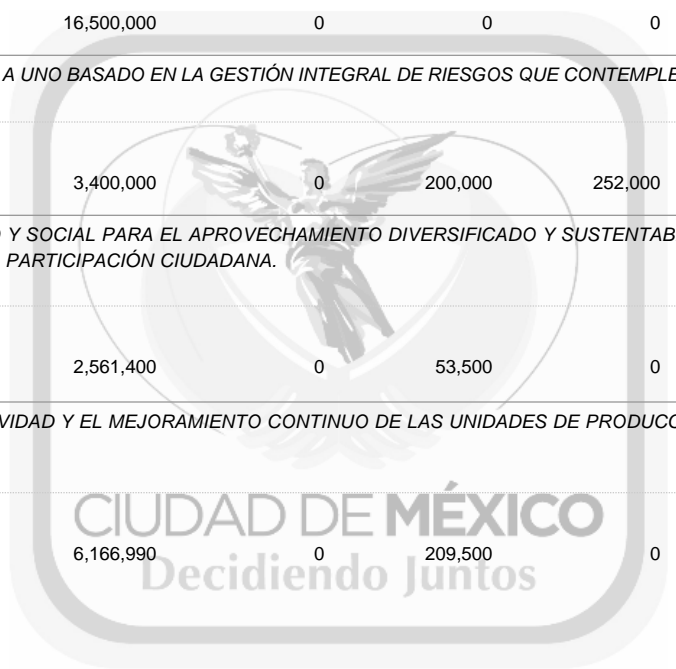 16,500,000 0 0 0
A UNO BASADO EN LA GESTIÓN INTEGRAL DE RIESGOS QUE CONTEMPLE
3,400,000 0 200,000 252,000
Y SOCIAL PARA EL APROVECHAMIENTO DIVERSIFICADO Y SUSTENTAB
PARTICIPACIÓN CIUDADANA.
2,561,400 0 53,500 0
VIDAD Y EL MEJORAMIENTO CONTINUO DE LAS UNIDADES DE PRODUCC
CIUDAD DE MÉXICO
6,166,990 0 209,500 0
Decidiendo Juntos